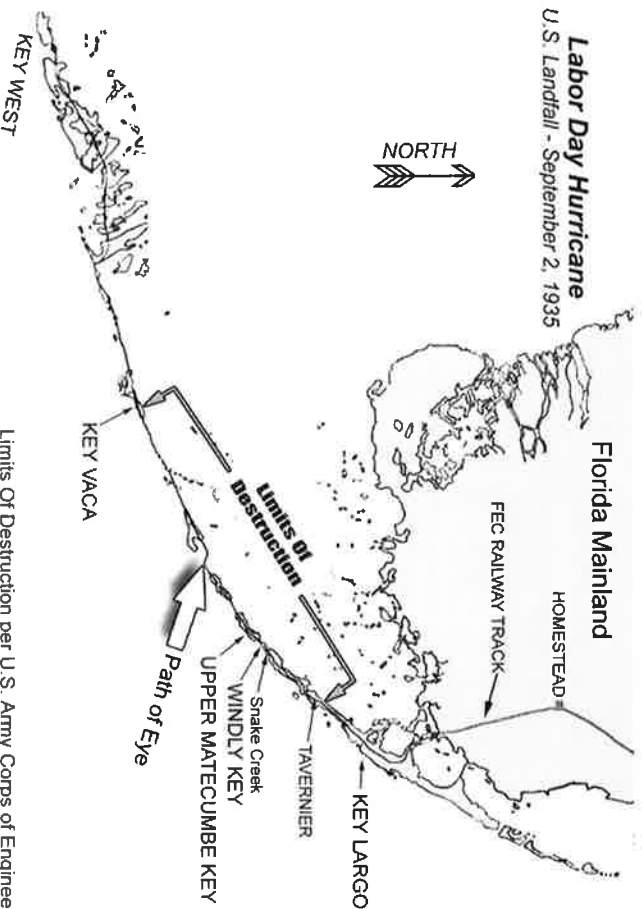 Labor Day Hurricane
U.S. Landfall - September 2, 1935
NORTH
Florida Mainland
HOMESTEAD
FEC RAILWAY TRACK
KEY LARGO
TAVERNIER
Snake Creek
WINDLY KEY
UPPER MATECUMBE KEY
Path of Eye
Limits Of
Destruction
KEY VACA
KEY WEST
Limits Of Destruction per U.S. Army Corps of Enginee